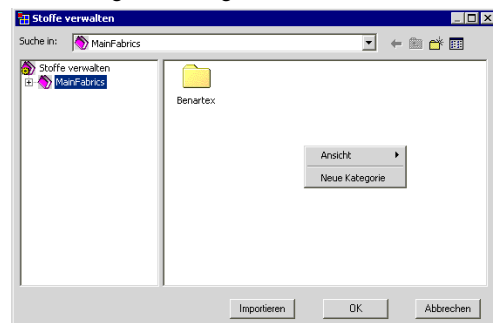 Stoffe verwalten
Suche in: MainFabrics
Stoffe verwalten
MainFabrics
Benartex
Ansicht
Neue Kategorie
Importieren OK Abbrechen